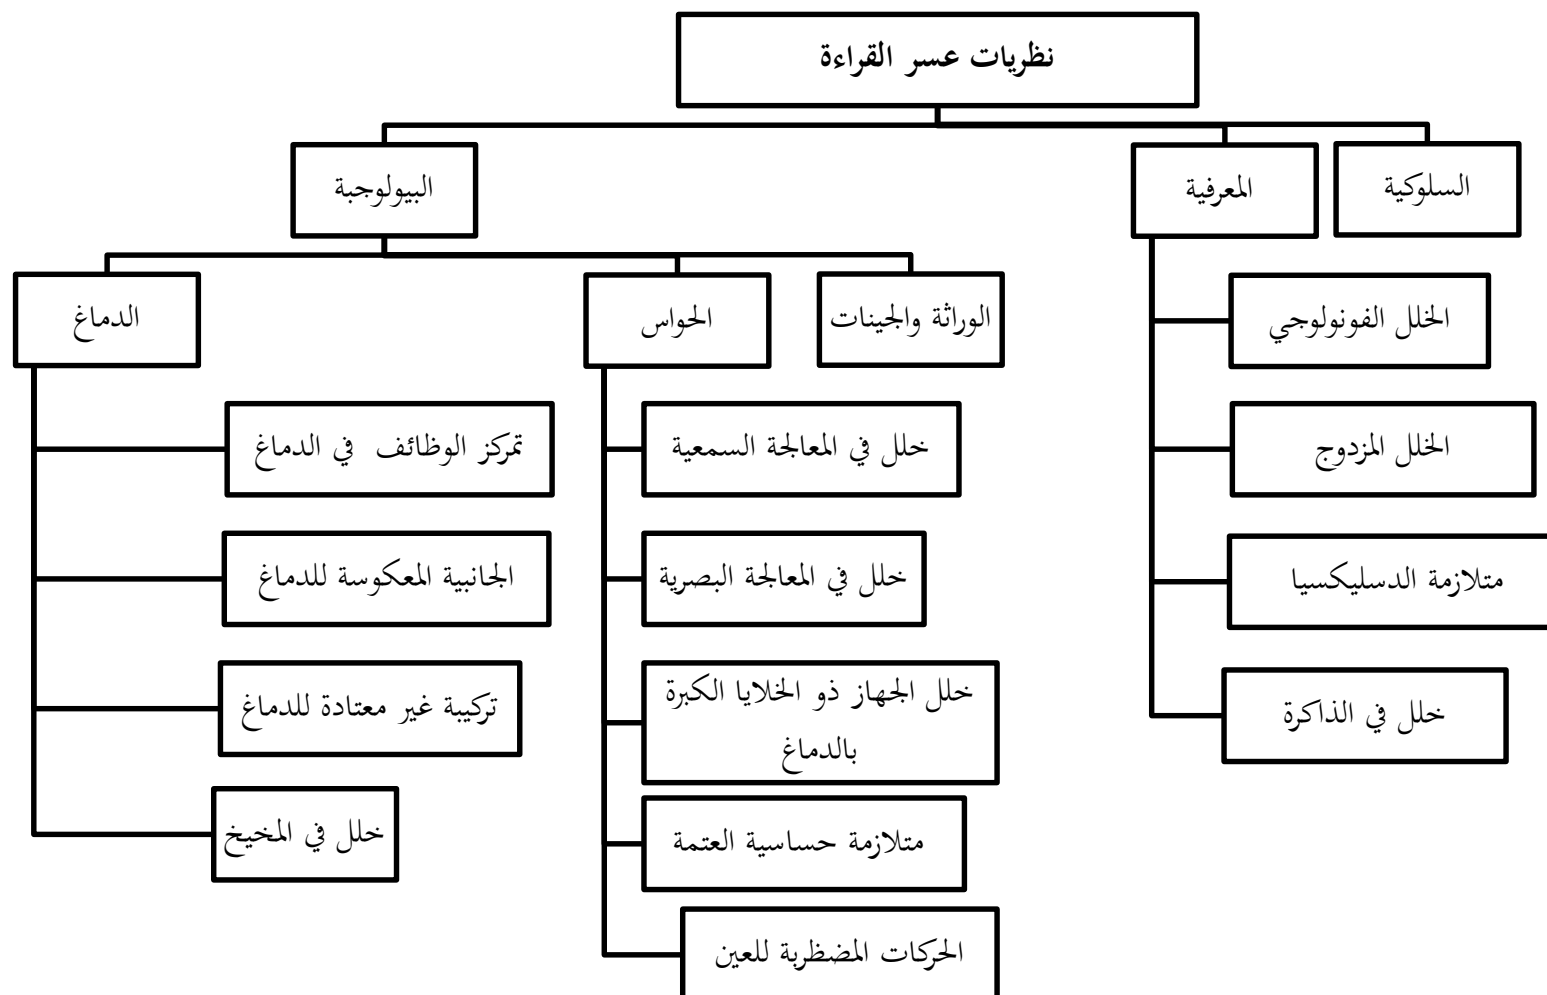 نظريات عسر القراءة
السلوكية
المعرفية
البيولوجبة
الخلل الفونولوجي
الخلل المزدوج
متلازمة الدسليكسيا
خلل في الذاكرة
الوراثة والجينات
الحواس
الدماغ
خلل في المعالجة السمعية
خلل في المعالجة البصرية
خلل الجهاز ذو الخلايا الكبرة
بالدماغ
متلازمة حساسية العتمة
الحركات المضظربة للعين
تمركز الوظائف في الدماغ
الجانبية المعكوسة للدماغ
تركيبة غير معتادة للدماغ
خلل في المخيخ